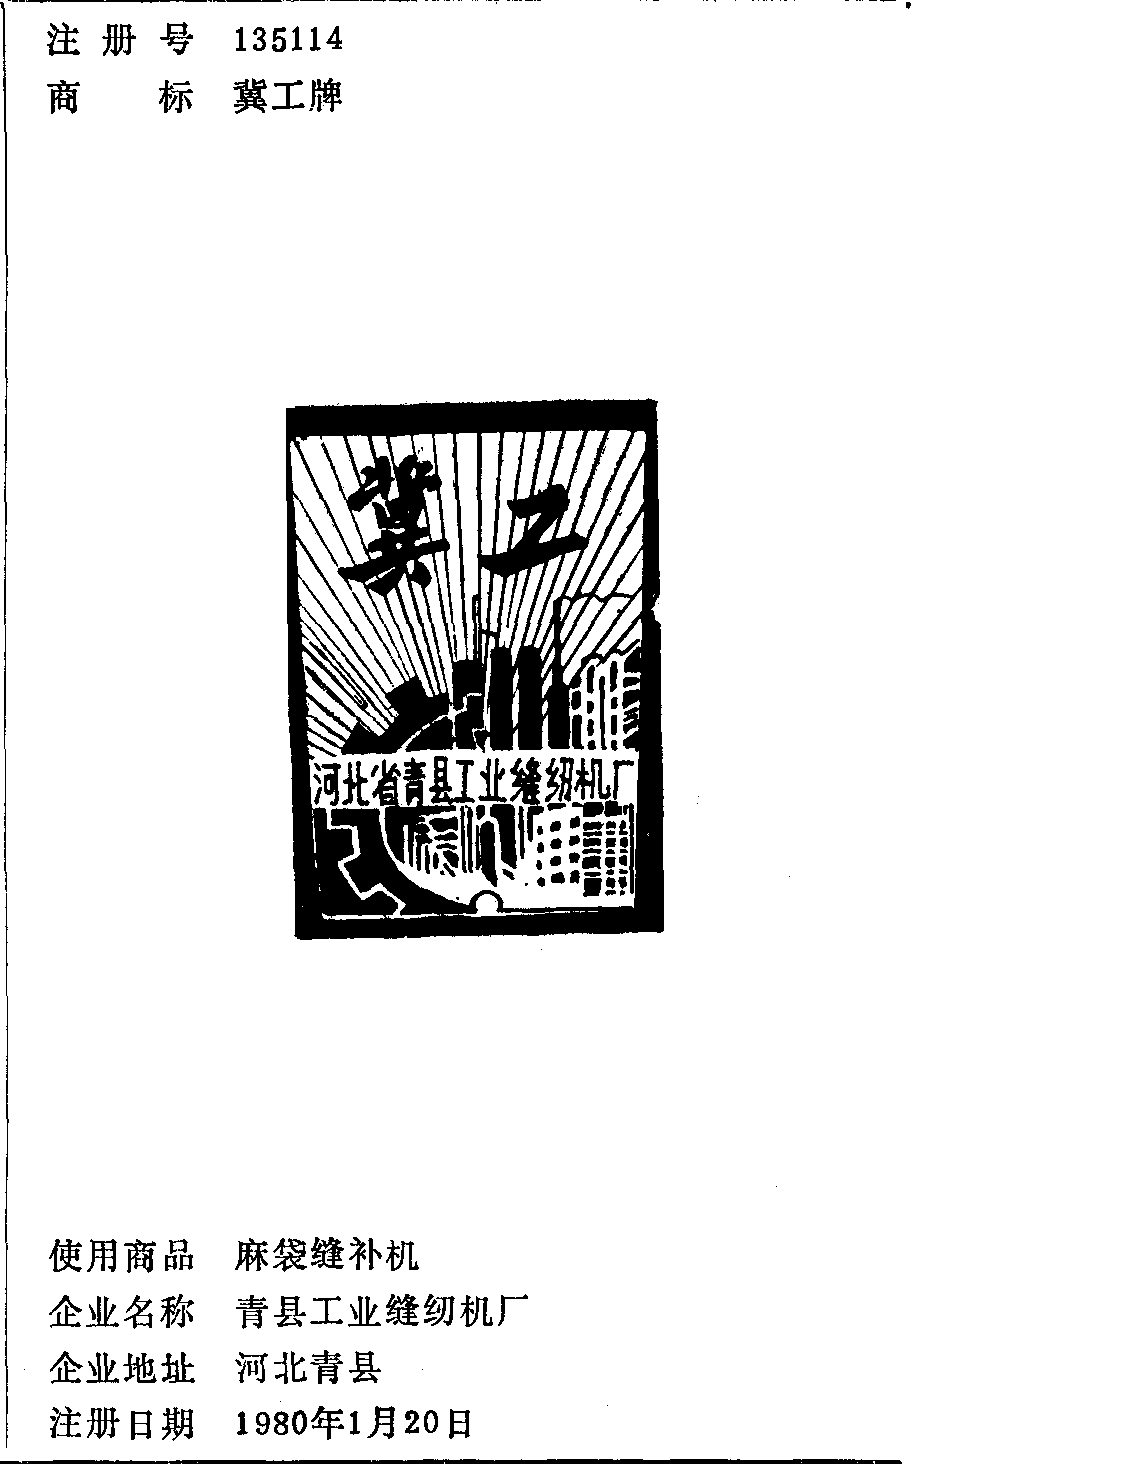 注册号 135114
商标 冀工牌
冀工
河北省青县工业缝纫机厂
使用商品 麻袋缝补机
企业名称 青县工业缝纫机厂
企业地址 河北青县
注册日期 1980年1月20日